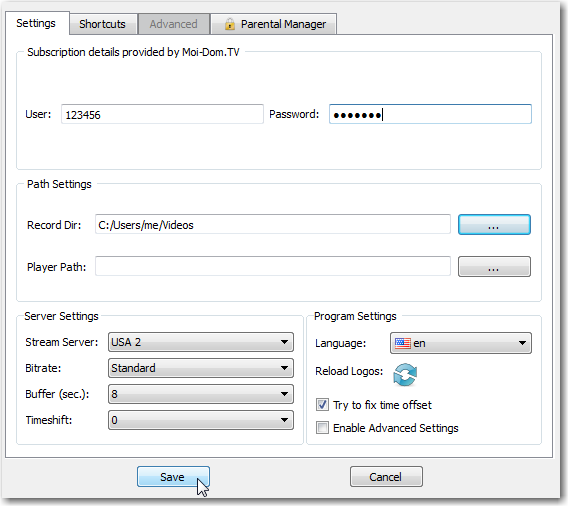 Settings Shortcuts Advanced Parental Manager
Subscription details provided by Moi-Dom.TV
User: 123456 Password: ●●●●●●●
Path Settings
Record Dir: C:/Users/me/Videos ...
Player Path: ...
Server Settings
Stream Server: USA 2
Bitrate: Standard
Buffer (sec.): 8
Timeshift: 0
Program Settings
Language: en
Reload Logos:
Try to fix time offset
Enable Advanced Settings
Save Cancel